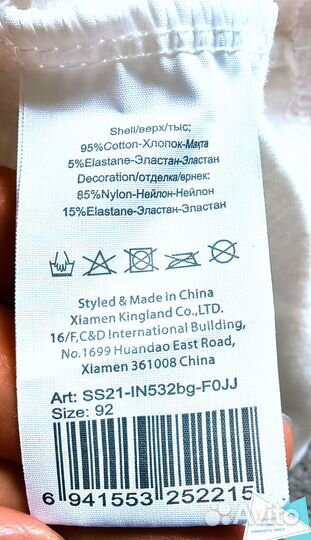 Shell/верх/тыс:
95%Cotton-Хлопок-Мақта
5%Elastane-Эластан-Эластан
Decoration/отделка/өрнек:
85%Nylon-Нейлон-Нейлон
15%Elastane-Эластан-Эластан
Styled & Made in China
Xiamen Kingland Co.,LTD.
16/F,C&D International Building,
No.1699 Huandao East Road,
Xiamen 361008 China
Art: SS21-IN532bg-F0JJ
Size: 92
6 941553 252215
Avito